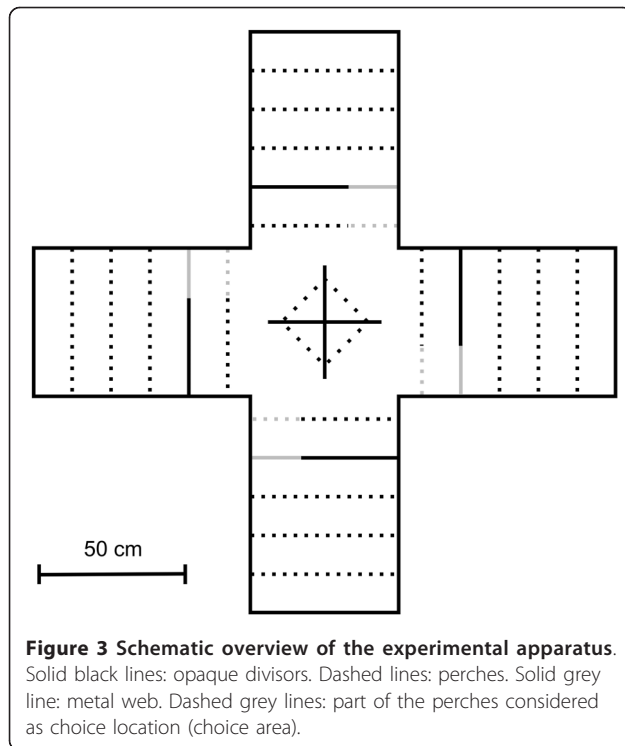 50 cm
Figure 3 Schematic overview of the experimental apparatus.
Solid black lines: opaque divisors. Dashed lines: perches. Solid grey
line: metal web. Dashed grey lines: part of the perches considered
as choice location (choice area).